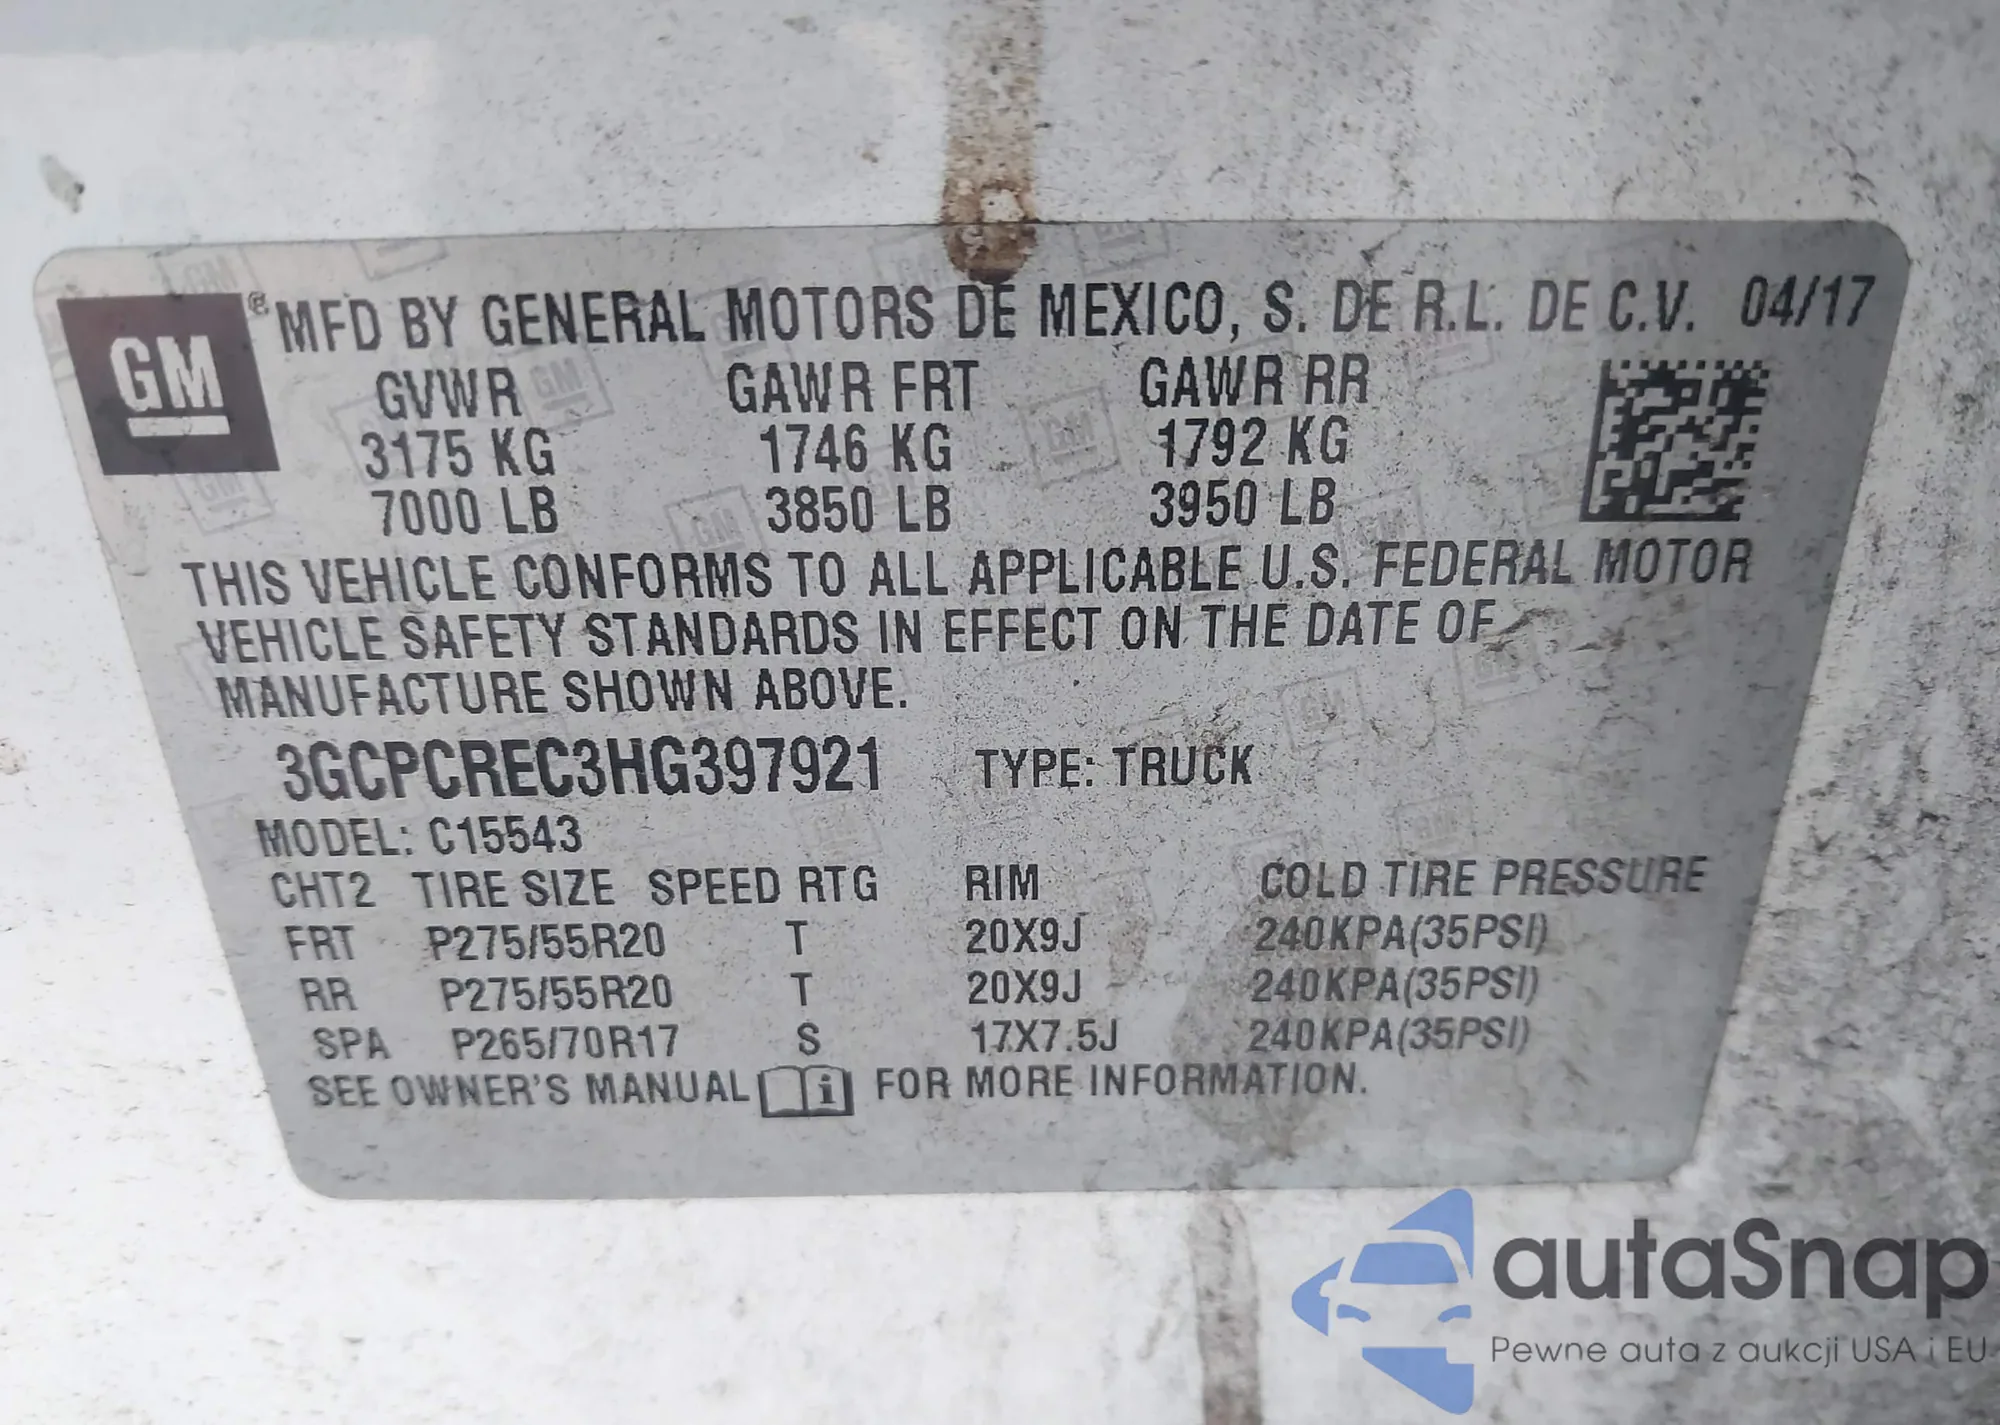 GM ® MFD BY GENERAL MOTORS DE MEXICO, S. DE R.L. DE C.V. 04/17
GVWR GAWR FRT GAWR RR
3175 KG 1746 KG 1792 KG
7000 LB 3850 LB 3950 LB
THIS VEHICLE CONFORMS TO ALL APPLICABLE U.S. FEDERAL MOTOR
VEHICLE SAFETY STANDARDS IN EFFECT ON THE DATE OF
MANUFACTURE SHOWN ABOVE.
3GCPCREC3HG397921 TYPE: TRUCK
MODEL: C15543
CHT2 TIRE SIZE SPEED RTG RIM COLD TIRE PRESSURE
FRT P275/55R20 T 20X9J 240KPA(35PSI)
RR P275/55R20 T 20X9J 240KPA(35PSI)
SPA P265/70R17 S 17X7.5J 240KPA(35PSI)
SEE OWNER'S MANUAL i FOR MORE INFORMATION.
autaSnap
Pewne auta z aukcji USA i EU